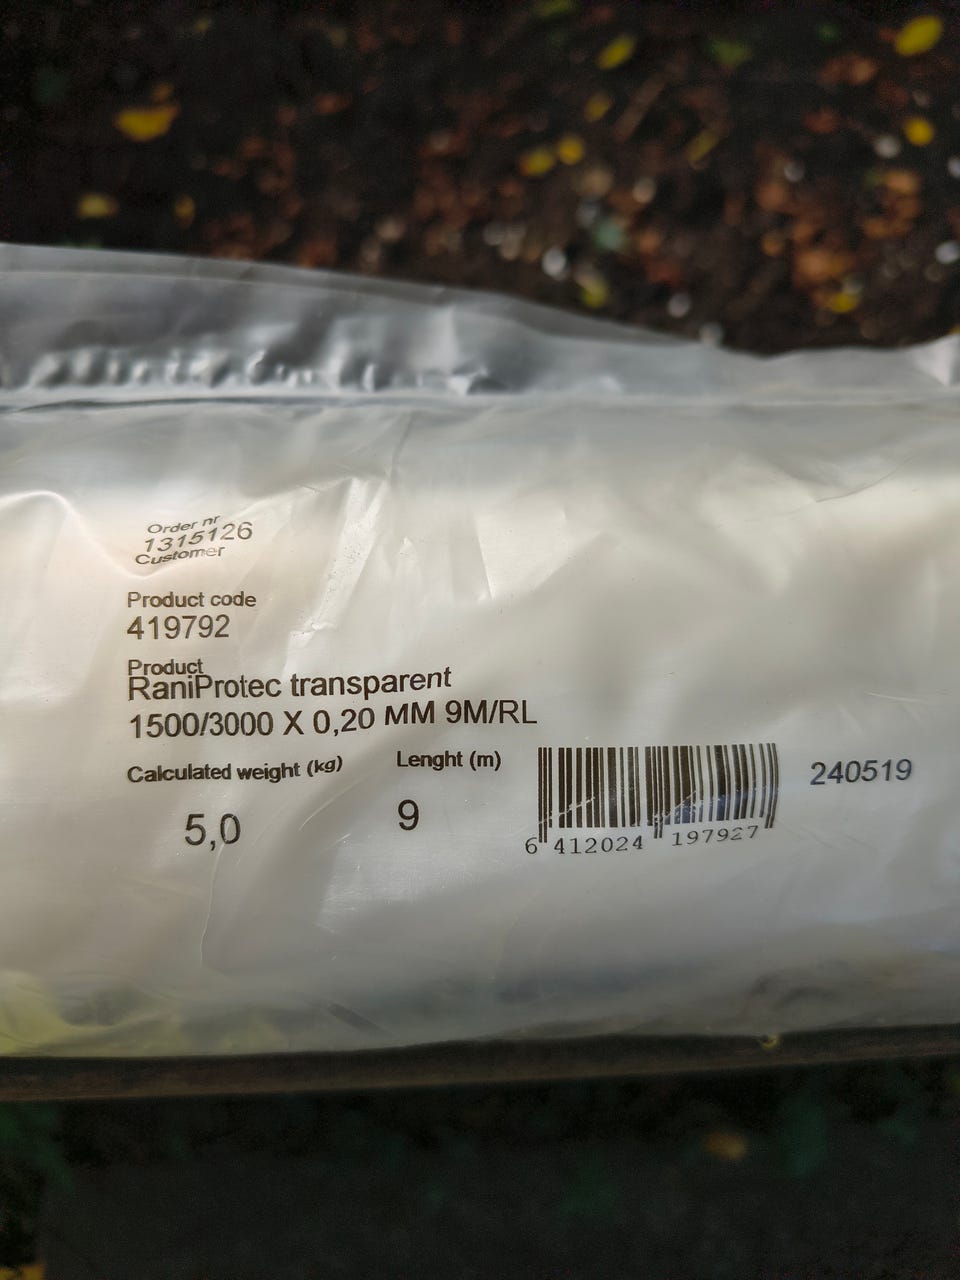 Order nr
1315126
Customer
Product code
419792
Product
RaniProtec transparent
1500/3000 X 0,20 MM 9M/RL
Calculated weight (kg) Lenght (m)
5,0 9
240519
6 412024 197927